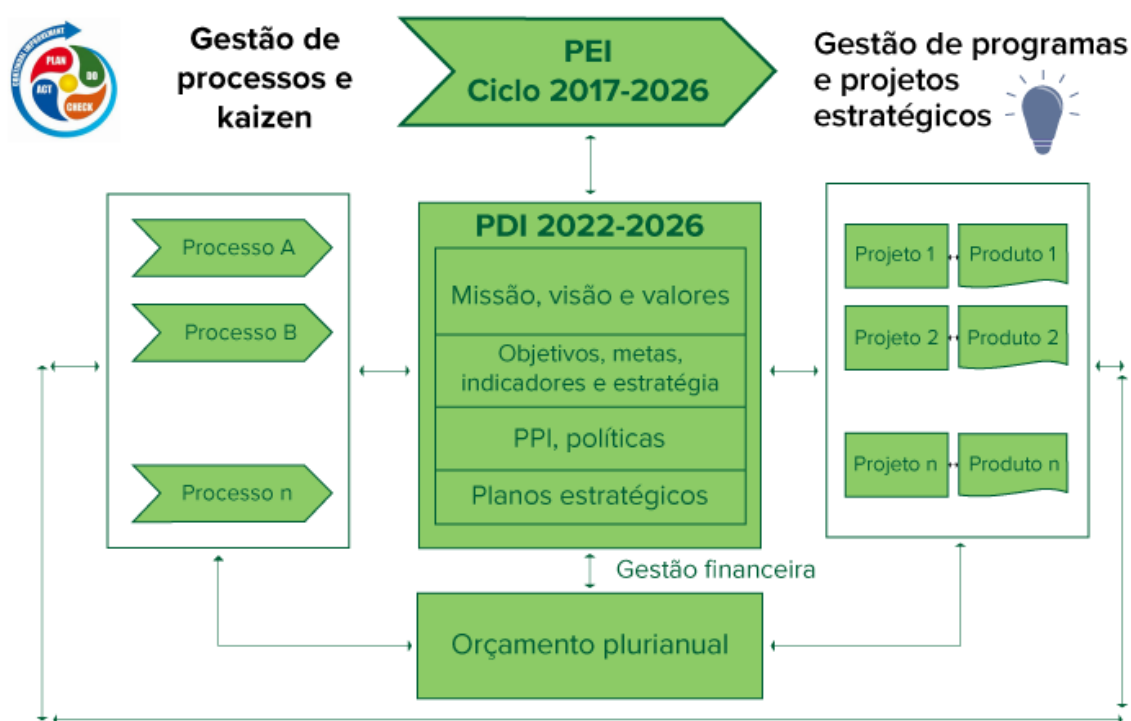 CONTINUAL IMPROVEMENT
PLAN
DO
ACT
CHECK
Gestão de
processos e
kaizen
PEI
Ciclo 2017-2026
Gestão de programas
e projetos
estratégicos
Processo A
Processo B
Processo n
PDI 2022-2026
Missão, visão e valores
Objetivos, metas,
indicadores e estratégia
PPI, políticas
Planos estratégicos
Projeto 1
Produto 1
Projeto 2
Produto 2
Projeto n
Produto n
Gestão financeira
Orçamento plurianual